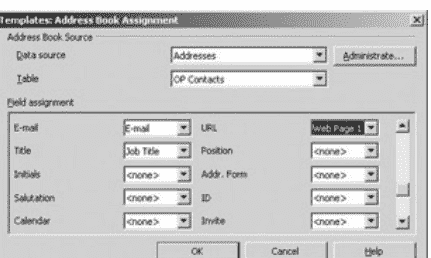 Templates: Address Book Assignment
Address Book Source
Data source Addresses Administrate...
Table OP Contacts
Field assignment
E-mail E-mail URL Web Page 1
Title Job Title Position <none>
Initials <none> Addr. Form <none>
Salutation <none> ID <none>
Calendar <none> Invite <none>
OK Cancel Help